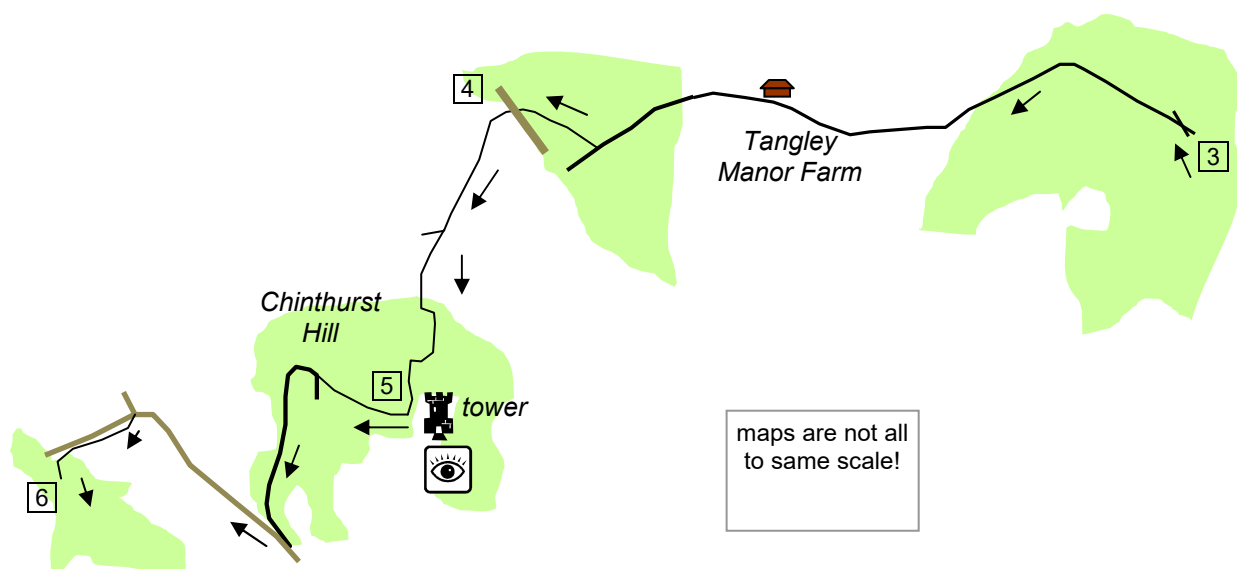 4
Tangley
Manor Farm
3
Chinthurst
Hill
5
tower
maps are not all
to same scale!
6